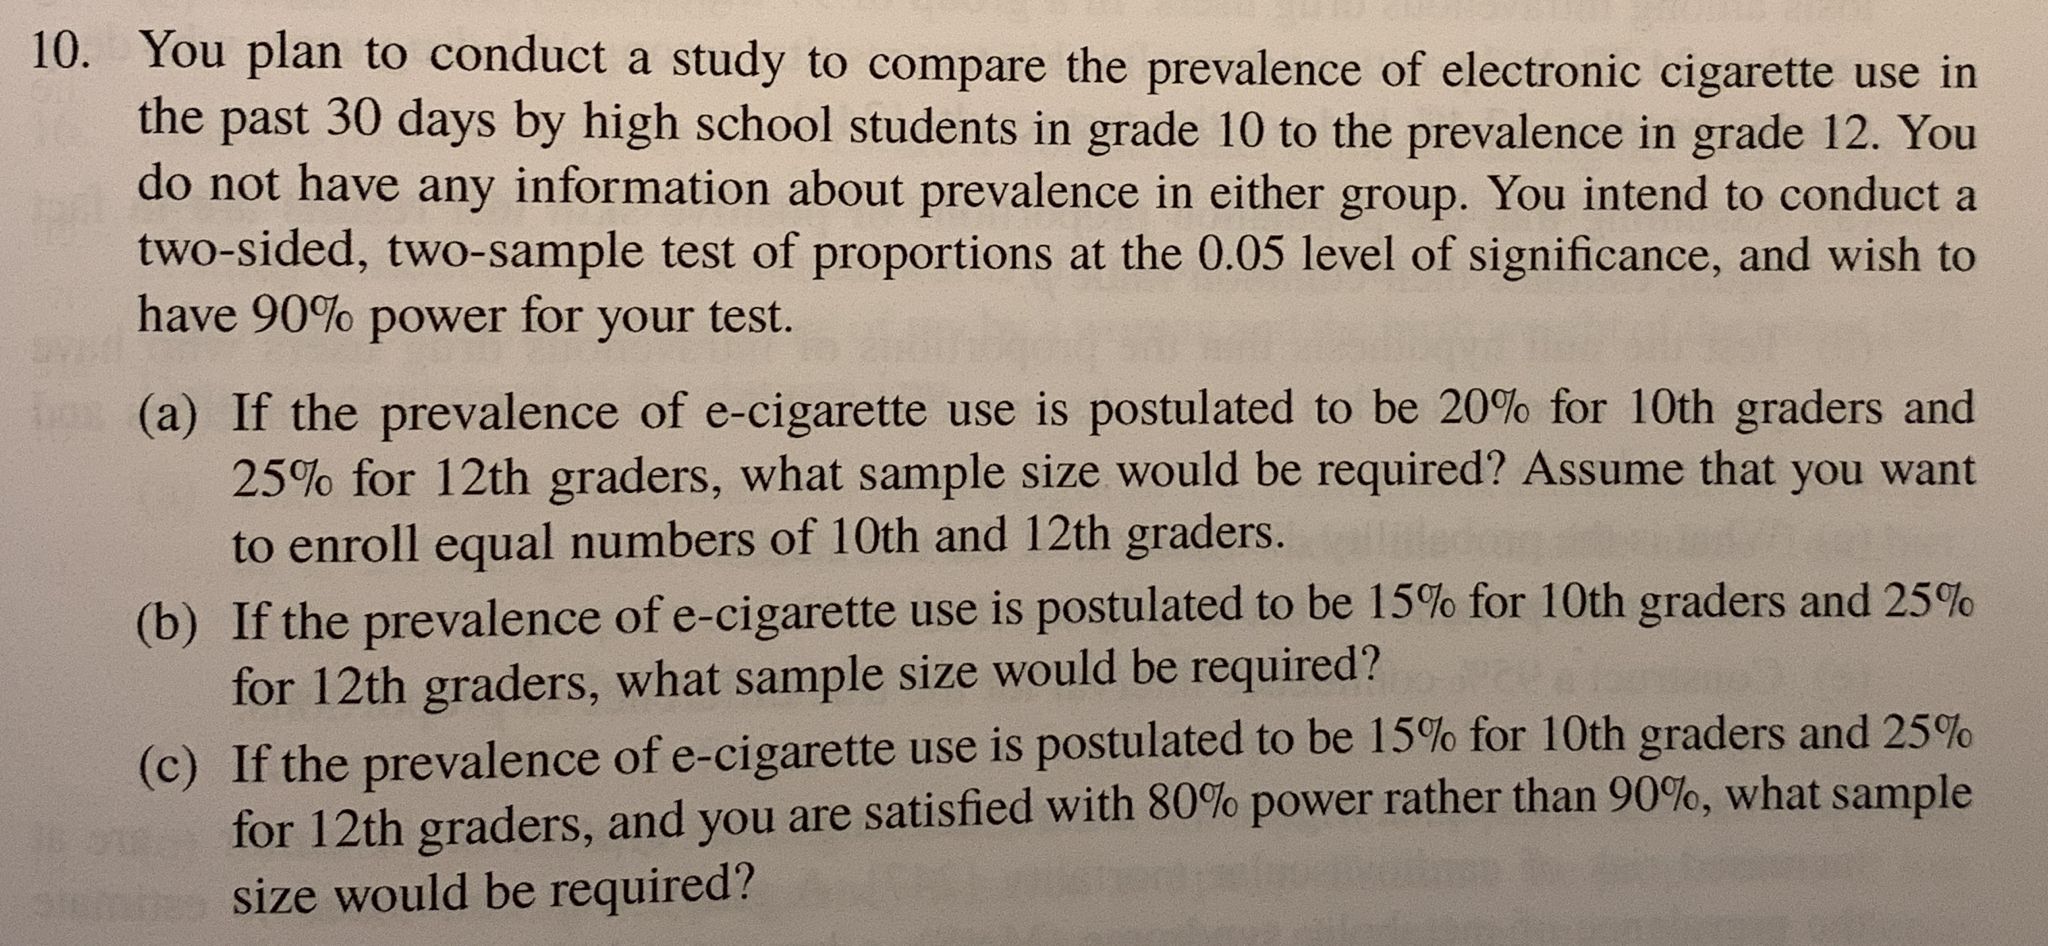 10. You plan to conduct a study to compare the prevalence of electronic cigarette use in
the past 30 days by high school students in grade 10 to the prevalence in grade 12. You
do not have any information about prevalence in either group. You intend to conduct a
two-sided, two-sample test of proportions at the 0.05 level of significance, and wish to
have 90% power for your test.
(a) If the prevalence of e-cigarette use is postulated to be 20% for 10th graders and
25% for 12th graders, what sample size would be required? Assume that you want
to enroll equal numbers of 10th and 12th graders.
(b) If the prevalence of e-cigarette use is postulated to be 15% for 10th graders and 25%
for 12th graders, what sample size would be required?
(c) If the prevalence of e-cigarette use is postulated to be 15% for 10th graders and 25%
for 12th graders, and you are satisfied with 80% power rather than 90%, what sample
size would be required?